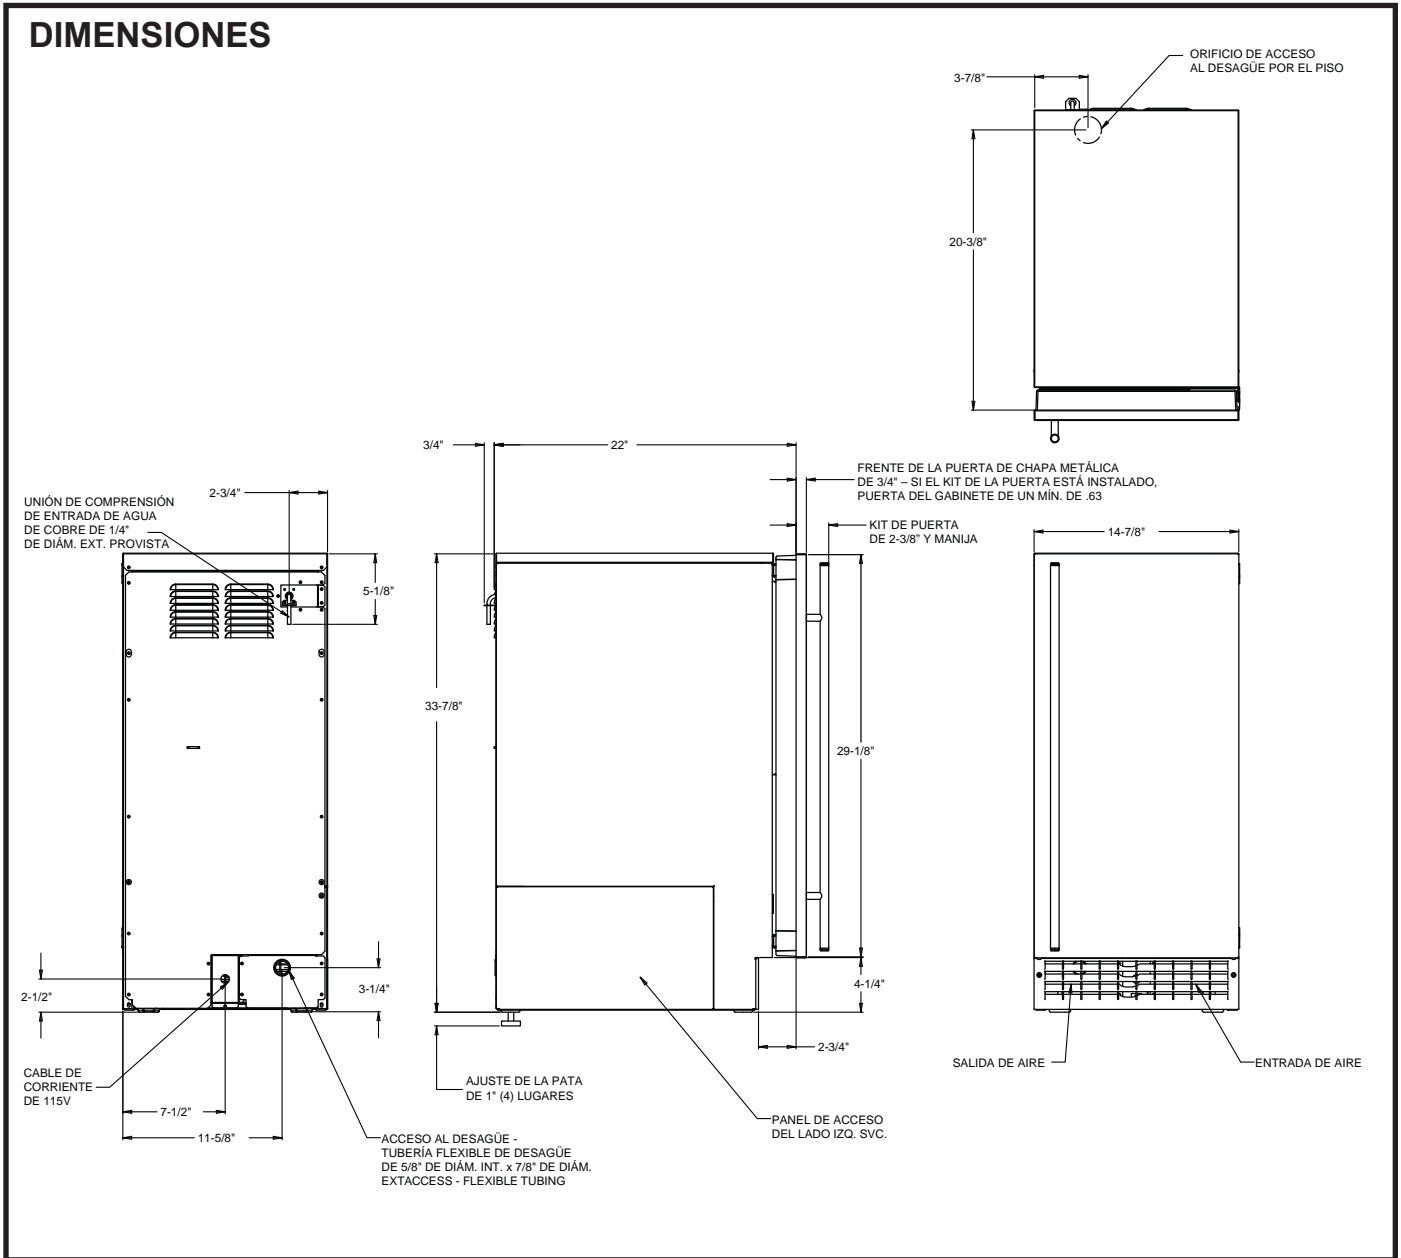 DIMENSIONES
ORIFICIO DE ACCESO
AL DESAGÜE POR EL PISO
3-7/8"
20-3/8"
3/4"
22"
FRENTE DE LA PUERTA DE CHAPA METÁLICA
DE 3/4" – SI EL KIT DE LA PUERTA ESTÁ INSTALADO,
PUERTA DEL GABINETE DE UN MÍN. DE .63
KIT DE PUERTA
DE 2-3/8" Y MANIJA
UNIÓN DE COMPRENSIÓN
DE ENTRADA DE AGUA
DE COBRE DE 1/4"
DE DIÁM. EXT. PROVISTA
2-3/4"
5-1/8"
14-7/8"
33-7/8"
29-1/8"
2-1/2"
3-1/4"
4-1/4"
2-3/4"
CABLE DE
CORRIENTE
DE 115V
7-1/2"
11-5/8"
AJUSTE DE LA PATA
DE 1" (4) LUGARES
SALIDA DE AIRE
ENTRADA DE AIRE
PANEL DE ACCESO
DEL LADO IZQ. SVC.
ACCESO AL DESAGÜE -
TUBERÍA FLEXIBLE DE DESAGÜE
DE 5/8" DE DIÁM. INT. x 7/8" DE DIÁM.
EXTACCESS - FLEXIBLE TUBING